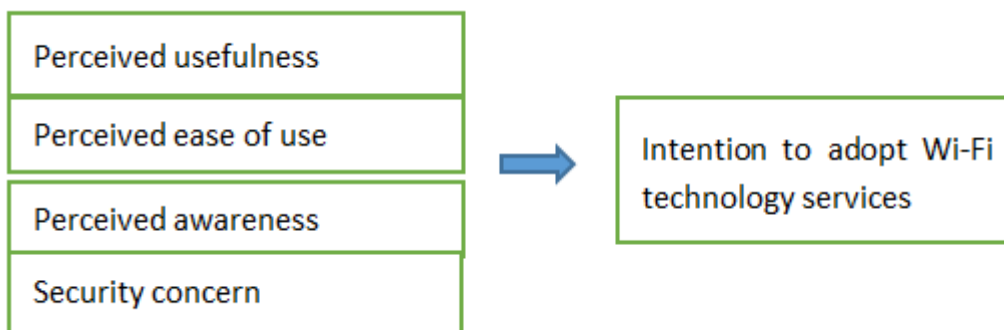 Perceived usefulness
Perceived ease of use
Perceived awareness
Security concern
Intention to adopt Wi-Fi
technology services